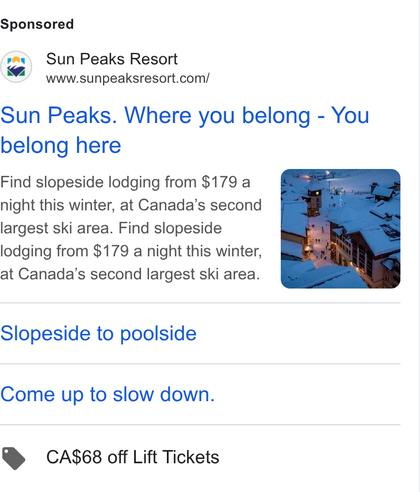 Sponsored
Sun Peaks Resort
www.sunpeaksresort.com/
Sun Peaks. Where you belong - You
belong here
Find slopeside lodging from $179 a
night this winter, at Canada’s second
largest ski area. Find slopeside
lodging from $179 a night this winter,
at Canada’s second largest ski area.
Slopeside to poolside
Come up to slow down.
CA$68 off Lift Tickets